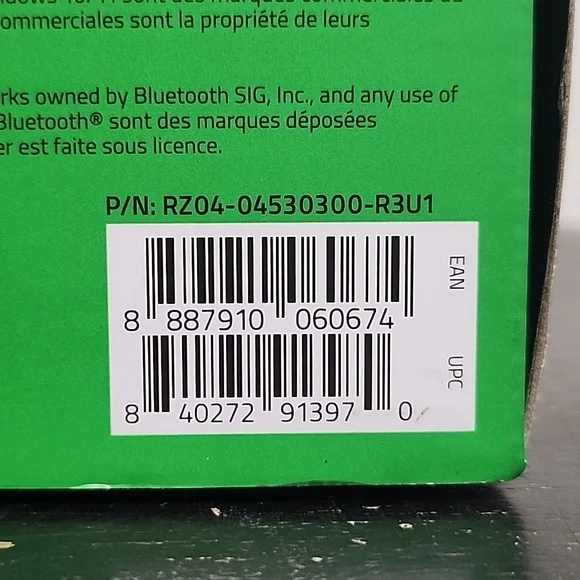 ommerciales sont la propriété de leurs
rks owned by Bluetooth SIG, Inc., and any use of
Bluetooth® sont des marques déposées
er est faite sous licence.
P/N: RZ04-04530300-R3U1
EAN
8 887910 060674
UPC
8 40272 91397 0